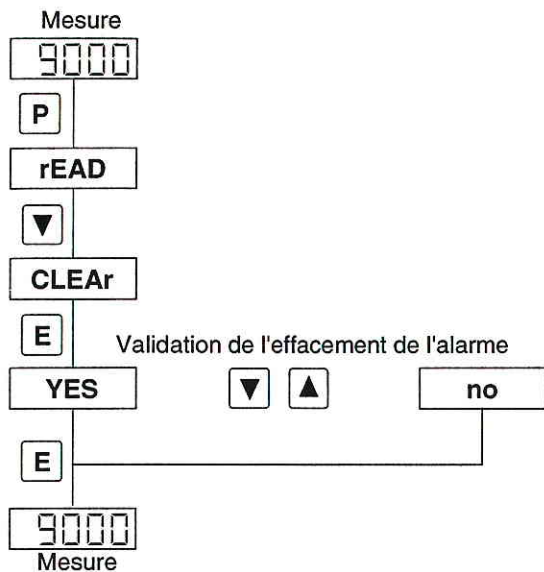 Mesure
9000
P
rEAD
▼
CLEAr
E
Validation de l'effacement de l'alarme
YES ▼ ▲ no
E
9000
Mesure